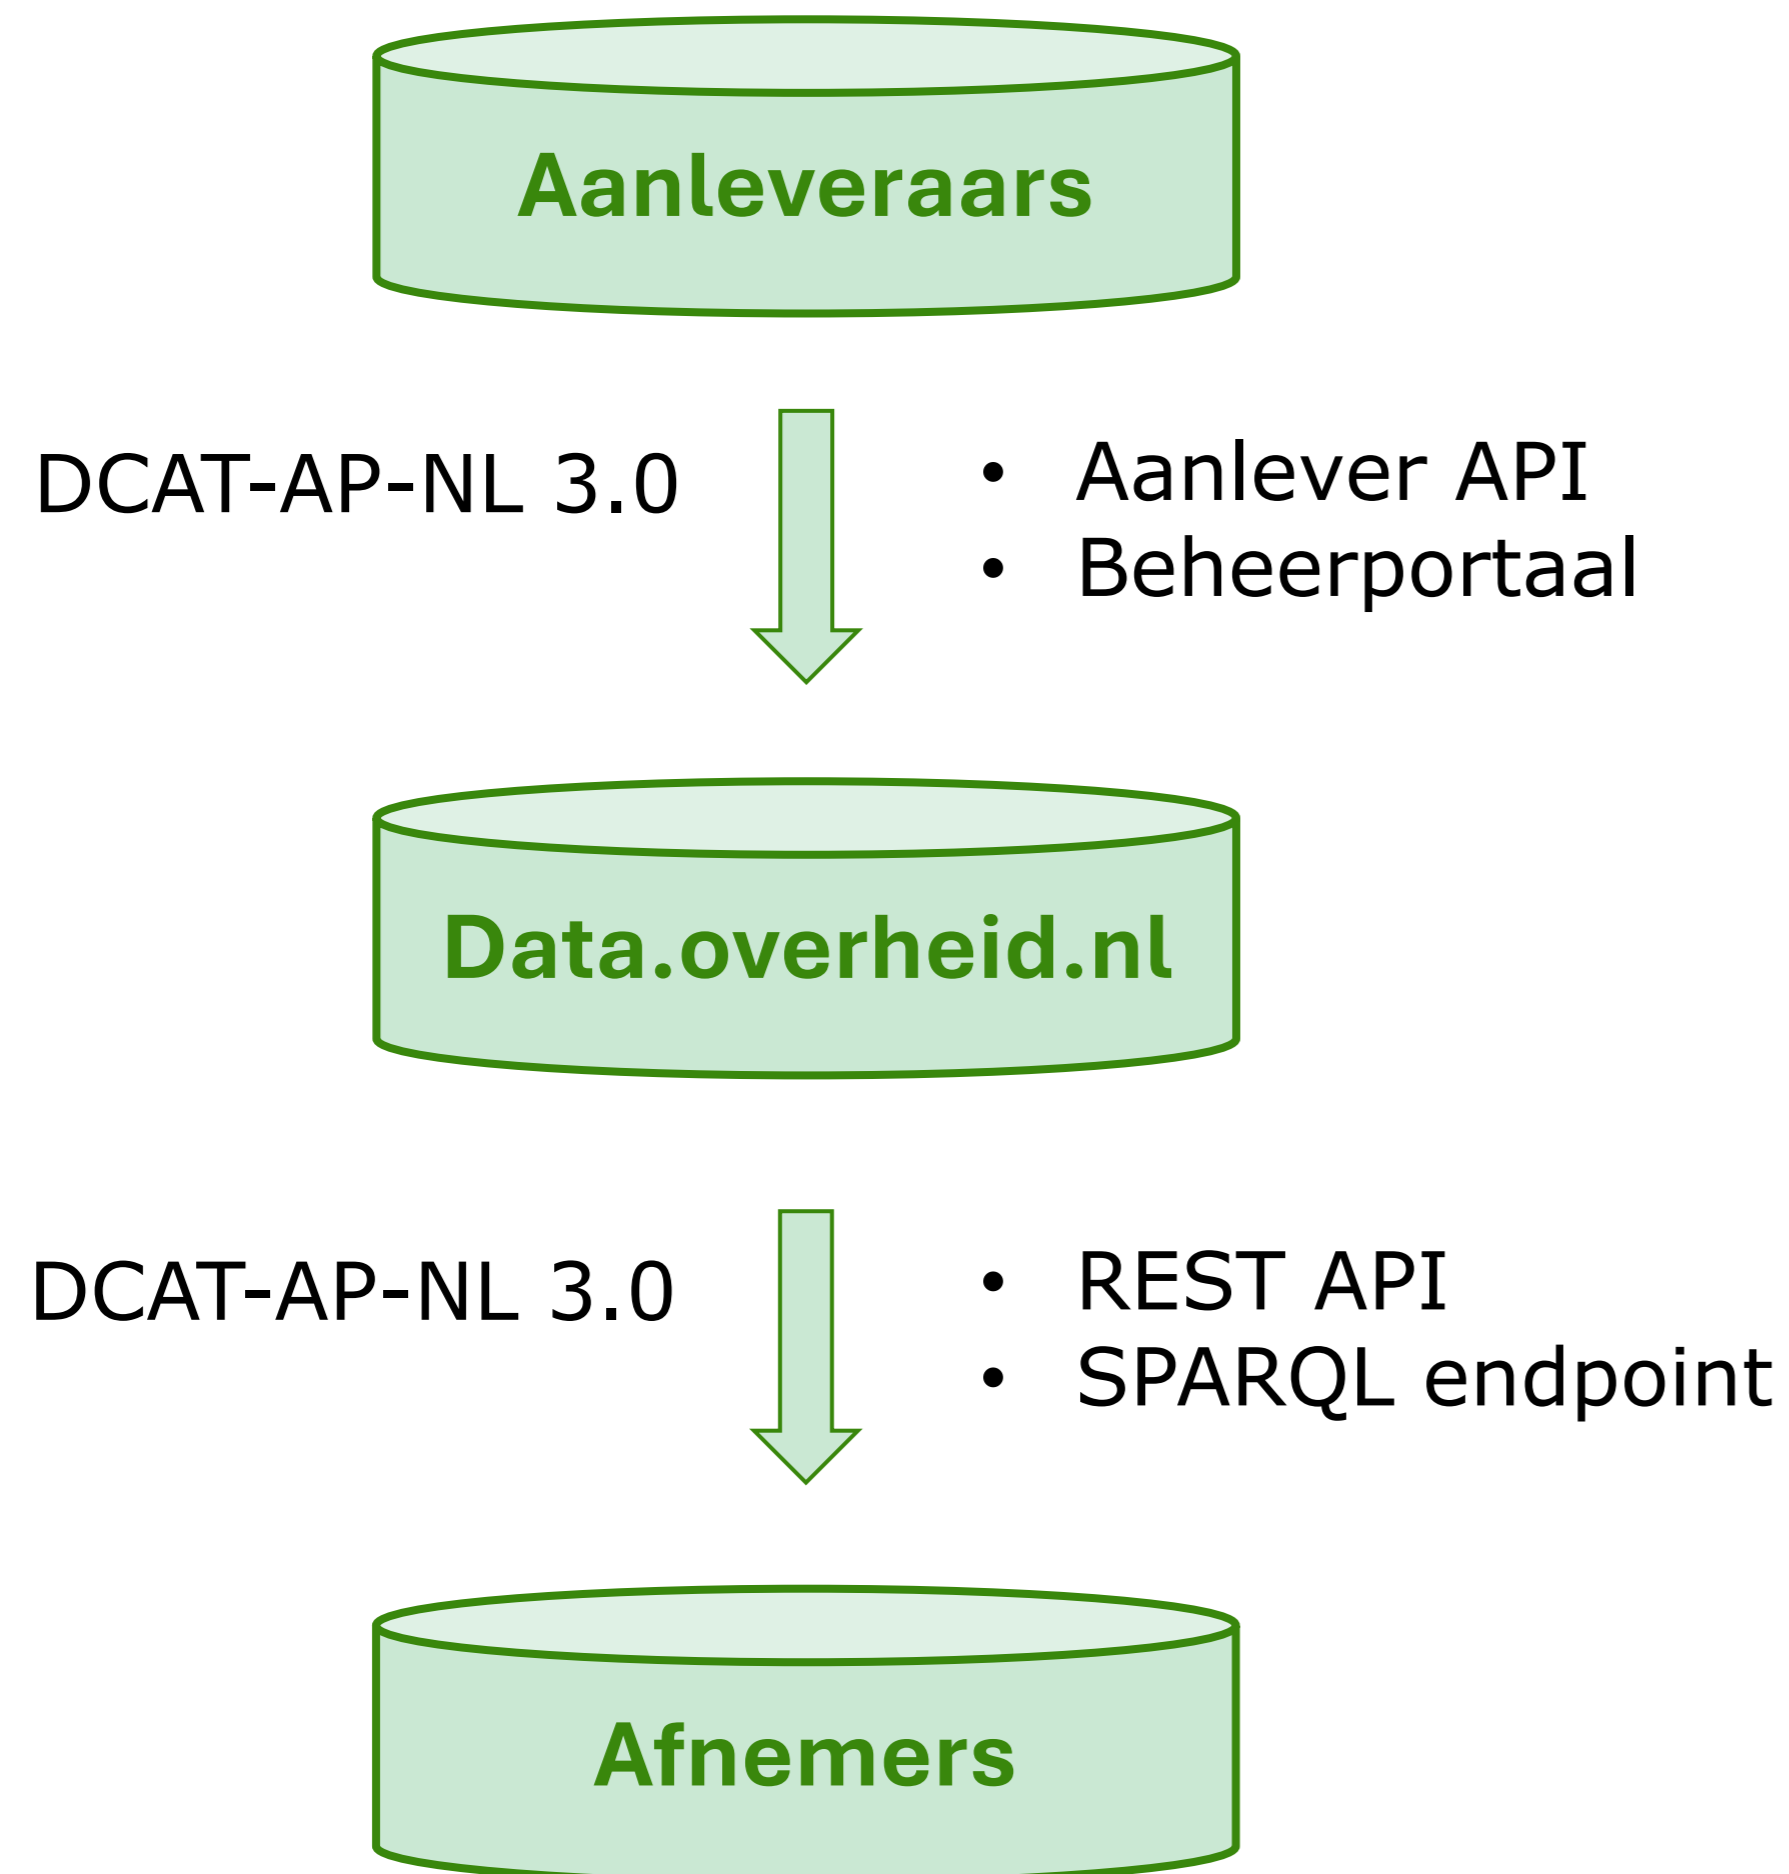 Aanleveraars
DCAT-AP-NL 3.0
• Aanlever API
• Beheerportaal
Data.overheid.nl
DCAT-AP-NL 3.0
• REST API
• SPARQL endpoint
Afnemers